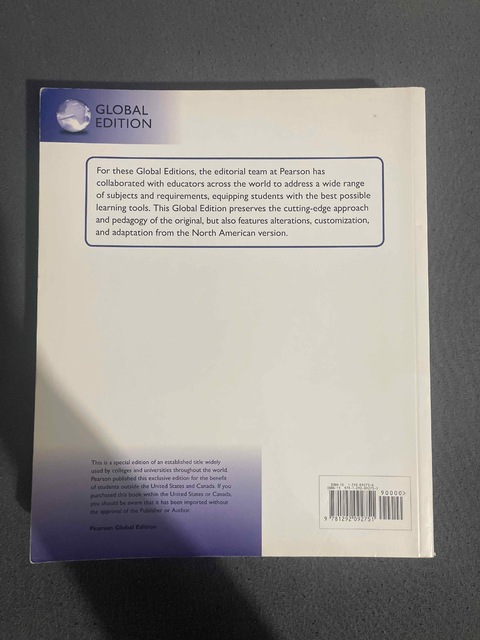 GLOBAL
EDITION
For these Global Editions, the editorial team at Pearson has
collaborated with educators across the world to address a wide range
of subjects and requirements, equipping students with the best possible
learning tools. This Global Edition preserves the cutting-edge approach
and pedagogy of the original, but also features alterations, customization,
and adaptation from the North American version.
This is a special edition of an established title widely
used by colleges and universities throughout the world.
Pearson published this exclusive edition for the benefit
of students outside the United States and Canada. If you
purchased this book within the United States or Canada,
you should be aware that it has been imported without
the approval of the Publisher or Author.
Pearson Global Edition
90000>
9 781292 092751